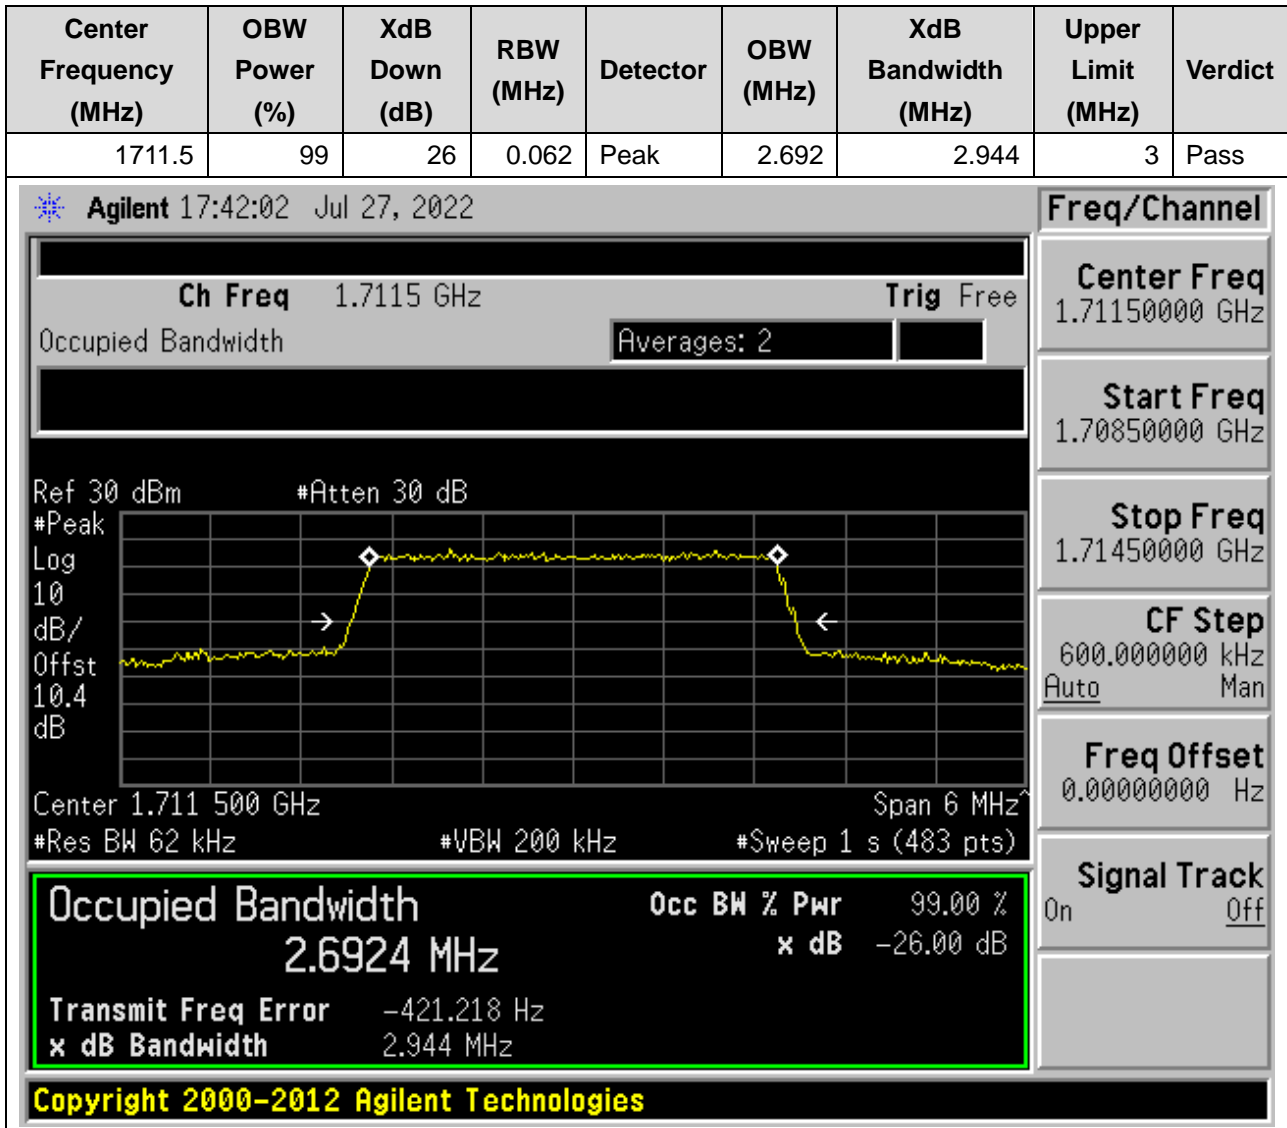 Center Frequency (MHz) OBW Power (%) XdB Down (dB) RBW (MHz) Detector OBW (MHz) XdB Bandwidth (MHz) Upper Limit (MHz) Verdict
1711.5 99 26 0.062 Peak 2.692 2.944 3 Pass
Agilent 17:42:02 Jul 27, 2022
Freq/Channel
Ch Freq 1.7115 GHz Trig Free
Occupied Bandwidth Averages: 2
Ref 30 dBm #Atten 30 dB
#Peak
Log
10
dB/
Offst
10.4
dB
Center 1.711 500 GHz Span 6 MHz^
#Res BW 62 kHz #VBW 200 kHz #Sweep 1 s (483 pts)
Occupied Bandwidth Occ BW % Pwr 99.00 %
2.6924 MHz x dB -26.00 dB
Transmit Freq Error -421.218 Hz
x dB Bandwidth 2.944 MHz
Center Freq
1.71150000 GHz
Start Freq
1.70850000 GHz
Stop Freq
1.71450000 GHz
CF Step
600.000000 kHz
Auto Man
Freq Offset
0.00000000 Hz
Signal Track
On Off
Copyright 2000-2012 Agilent Technologies